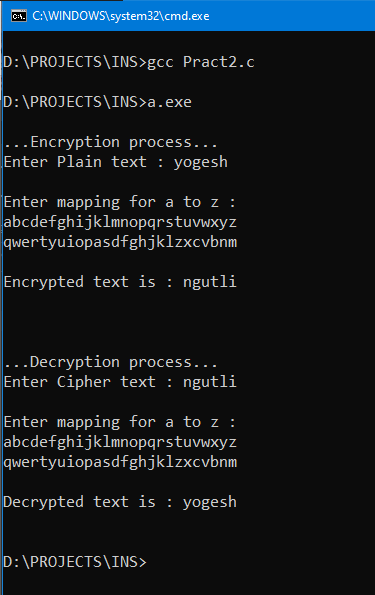 C:\WINDOWS\system32\cmd.exe
D:\PROJECTS\INS>gcc Pract2.c
D:\PROJECTS\INS>a.exe
...Encryption process...
Enter Plain text : yogesh
Enter mapping for a to z :
abcdefghijklmnopqrstuvwxyz
qwertyuiopasdfghjklzxcvbnm
Encrypted text is : ngutli
...Decryption process...
Enter Cipher text : ngutli
Enter mapping for a to z :
abcdefghijklmnopqrstuvwxyz
qwertyuiopasdfghjklzxcvbnm
Decrypted text is : yogesh
D:\PROJECTS\INS>